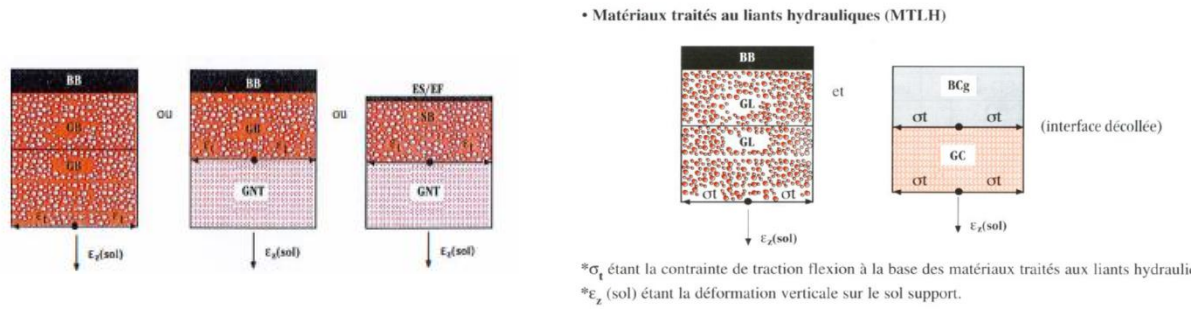 BB
GB
GB
εt εt
εz(sol)
ou
BB
GB
εt εt
GNT
εz(sol)
ou
ES/EF
SB
εt εt
GNT
εz(sol)
• Matériaux traités au liants hydrauliques (MTLH)
BB
GL
GL
σt σt
εz(sol)
et
BCg
σt σt
GC
σt σt
εz(sol)
(interface décollée)
*σt étant la contrainte de traction flexion à la base des matériaux traités aux liants
*εz (sol) étant la déformation verticale sur le sol support.